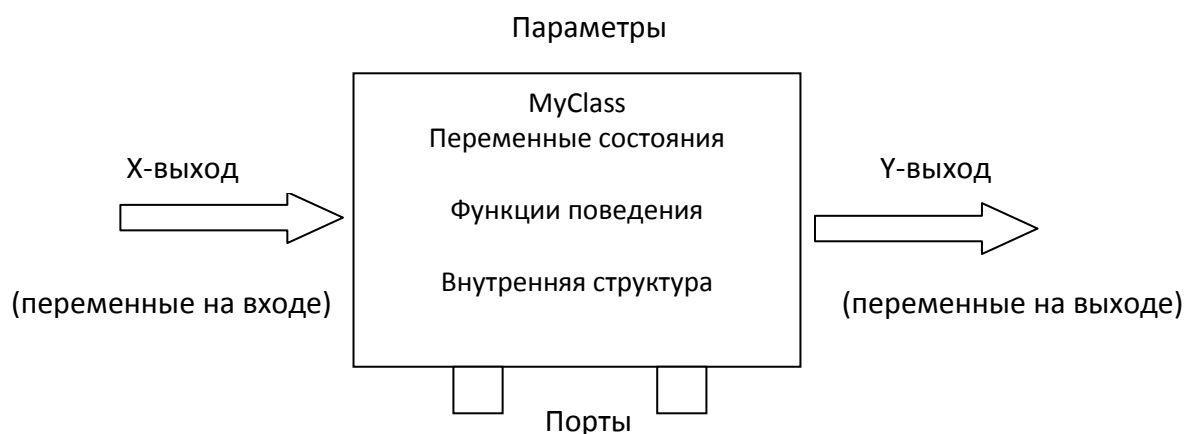 Параметры
MyClass
Переменные состояния
X-выход
Y-выход
Функции поведения
Внутренняя структура
(переменные на входе)
(переменные на выходе)
Порты